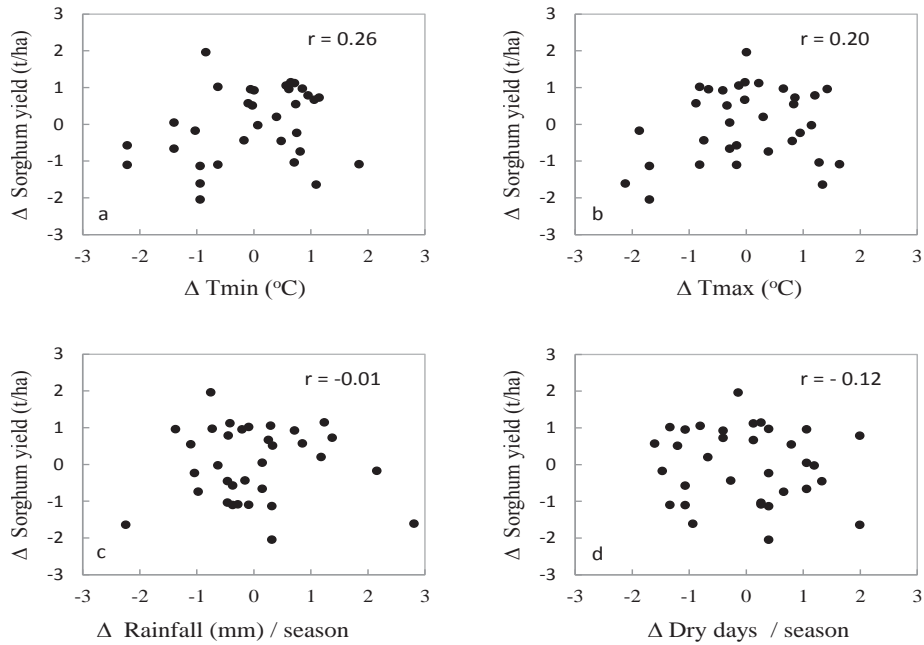 r = 0.26
3
2
1
0
-1
-2
-3
Δ Sorghum yield (t/ha)
a
-3 -2 -1 0 1 2 3
Δ Tmin (°C)
r = 0.20
3
2
1
0
-1
-2
-3
Δ Sorghum yield (t/ha)
b
-3 -2 -1 0 1 2 3
Δ Tmax (°C)
r = -0.01
3
2
1
0
-1
-2
-3
Δ Sorghum yield (t/ha)
c
-3 -2 -1 0 1 2 3
Δ Rainfall (mm) / season
r = - 0.12
3
2
1
0
-1
-2
-3
Δ Sorghum yield (t/ha)
d
-3 -2 -1 0 1 2 3
Δ Dry days / season